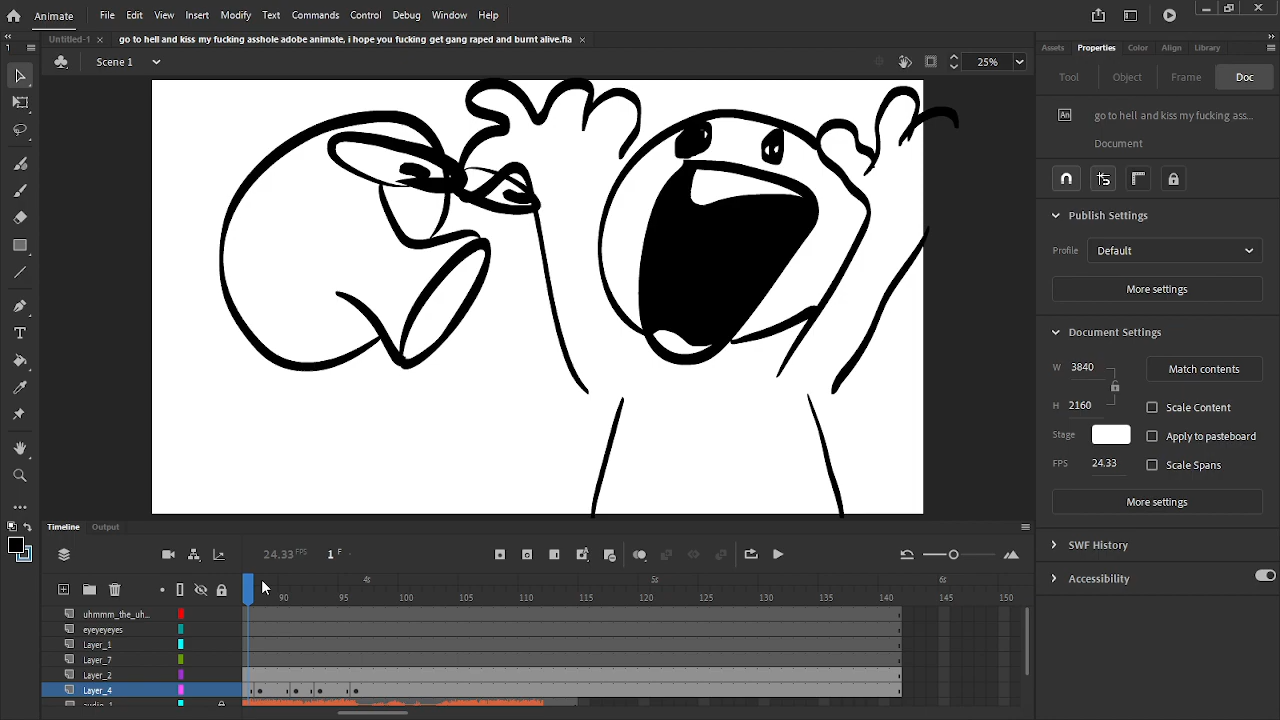 Animate File Edit View Insert Modify Text Commands Control Debug Window Help
Untitled-1 × go to hell and kiss my fucking asshole adobe animate, i hope you fucking get gang raped and burnt alive.fla ×
Scene 1 25%
Assets Properties Color Align Library
Tool Object Frame Doc
go to hell and kiss my fucking ass...
Document
Publish Settings
Profile Default
More settings
Document Settings
W 3840 Match contents
H 2160 Scale Content
Stage Apply to pasteboard
FPS 24.33 Scale Spans
More settings
SWF History
Accessibility
Timeline Output
24.33 FPS 1 F
4s 5s 6s
90 95 100 105 110 115 120 125 130 135 140 145 150
uhmmm_the_uh...
eyeyeyeyes
Layer_1
Layer_7
Layer_2
Layer_4
audio_1